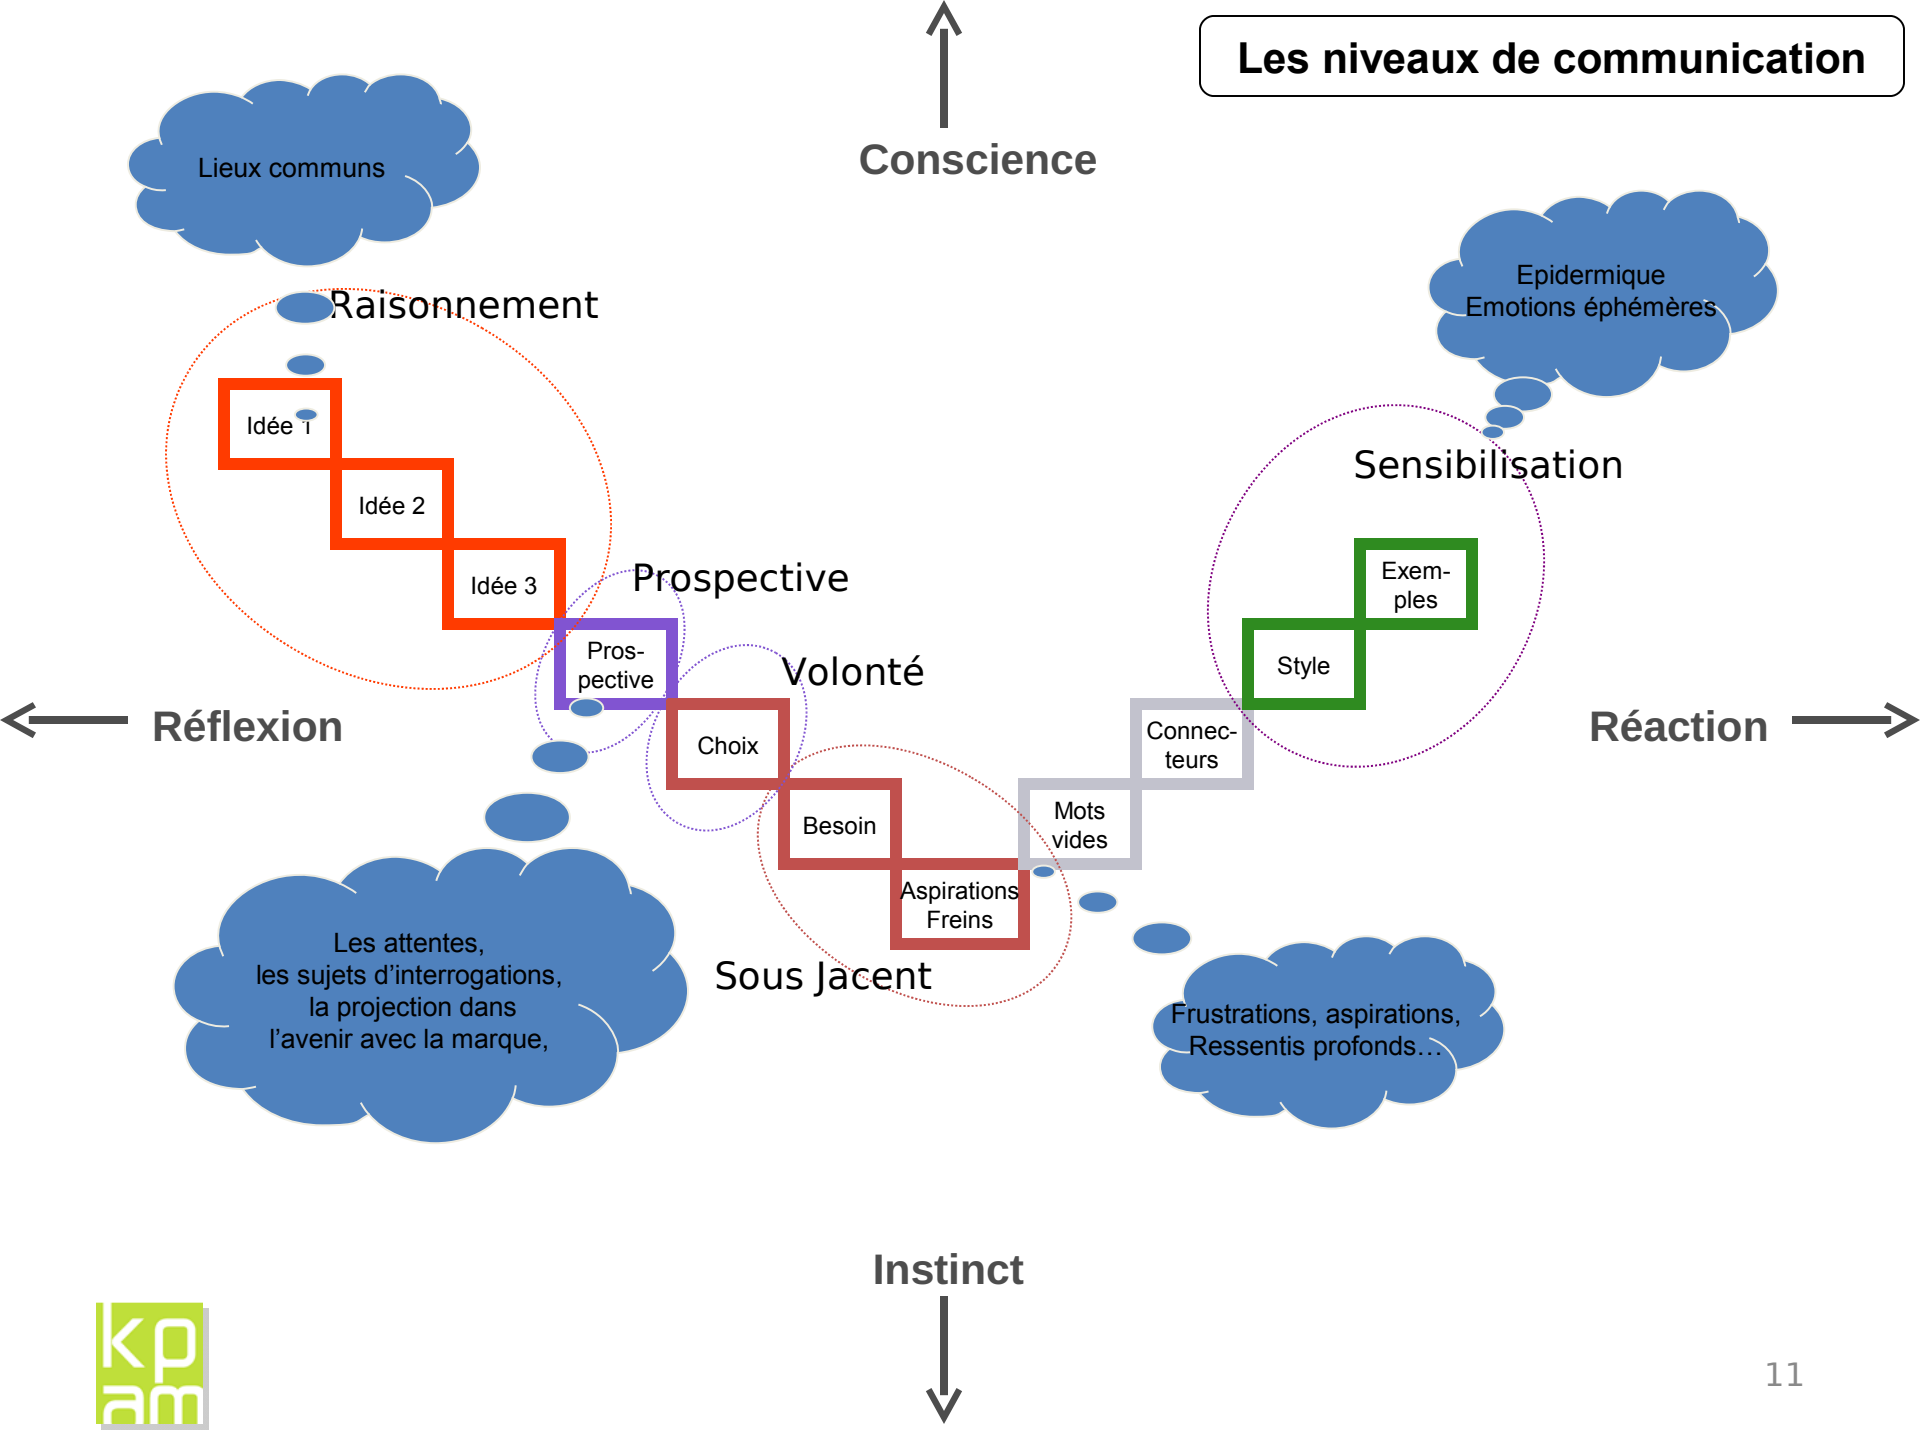 Les niveaux de communication
Conscience
Lieux communs
Epidermique
Emotions éphémères
Raisonnement
Idée 1
Idée 2
Idée 3
Sensibilisation
Exem-
ples
Style
Prospective
Pros-
pective
Volonté
Choix
Réflexion
Réaction
Connec-
teurs
Besoin
Mots
vides
Aspirations
Freins
Sous Jacent
Les attentes,
les sujets d’interrogations,
la projection dans
l’avenir avec la marque,
Frustrations, aspirations,
Ressentis profonds…
Instinct
kp
am
11